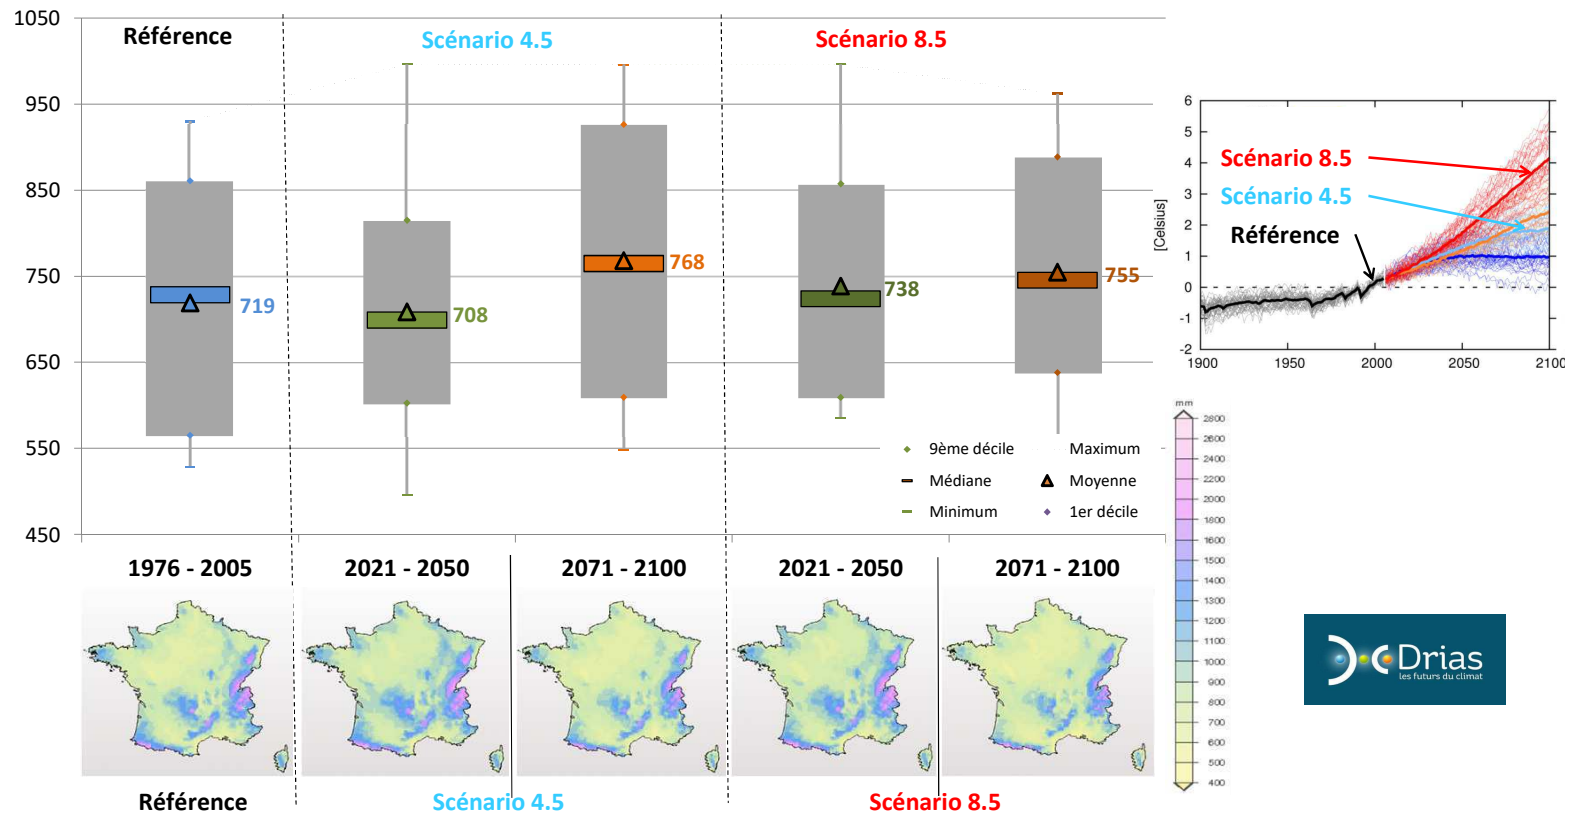 1050
950
850
750
650
550
450
Référence
Scénario 4.5
Scénario 8.5
719
708
768
738
755
9ème décile
Maximum
Médiane
Moyenne
Minimum
1er décile
1976 - 2005
2021 - 2050
2071 - 2100
2021 - 2050
2071 - 2100
Référence
Scénario 4.5
Scénario 8.5
[Celsius]
6
5
4
3
2
1
0
-1
-2
1900
1950
2000
2050
2100
Scénario 8.5
Scénario 4.5
Référence
mm
2800
2600
2400
2200
2000
1800
1600
1400
1300
1200
1100
1000
900
800
700
600
500
400
Drias
les futurs du climat